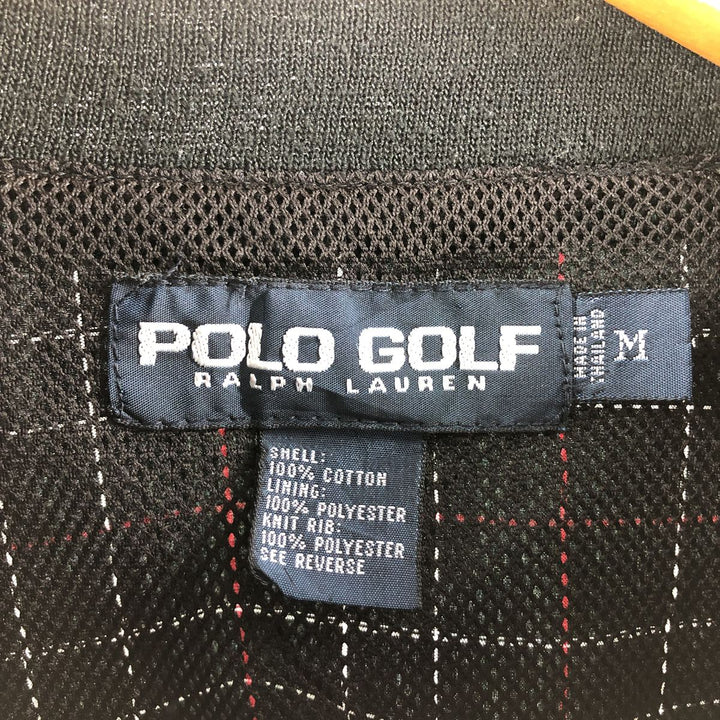 POLO GOLF
RALPH LAUREN
MADE IN
THAILAND
M
SHELL:
100% COTTON
LINING:
100% POLYESTER
KNIT RIB:
100% POLYESTER
SEE REVERSE